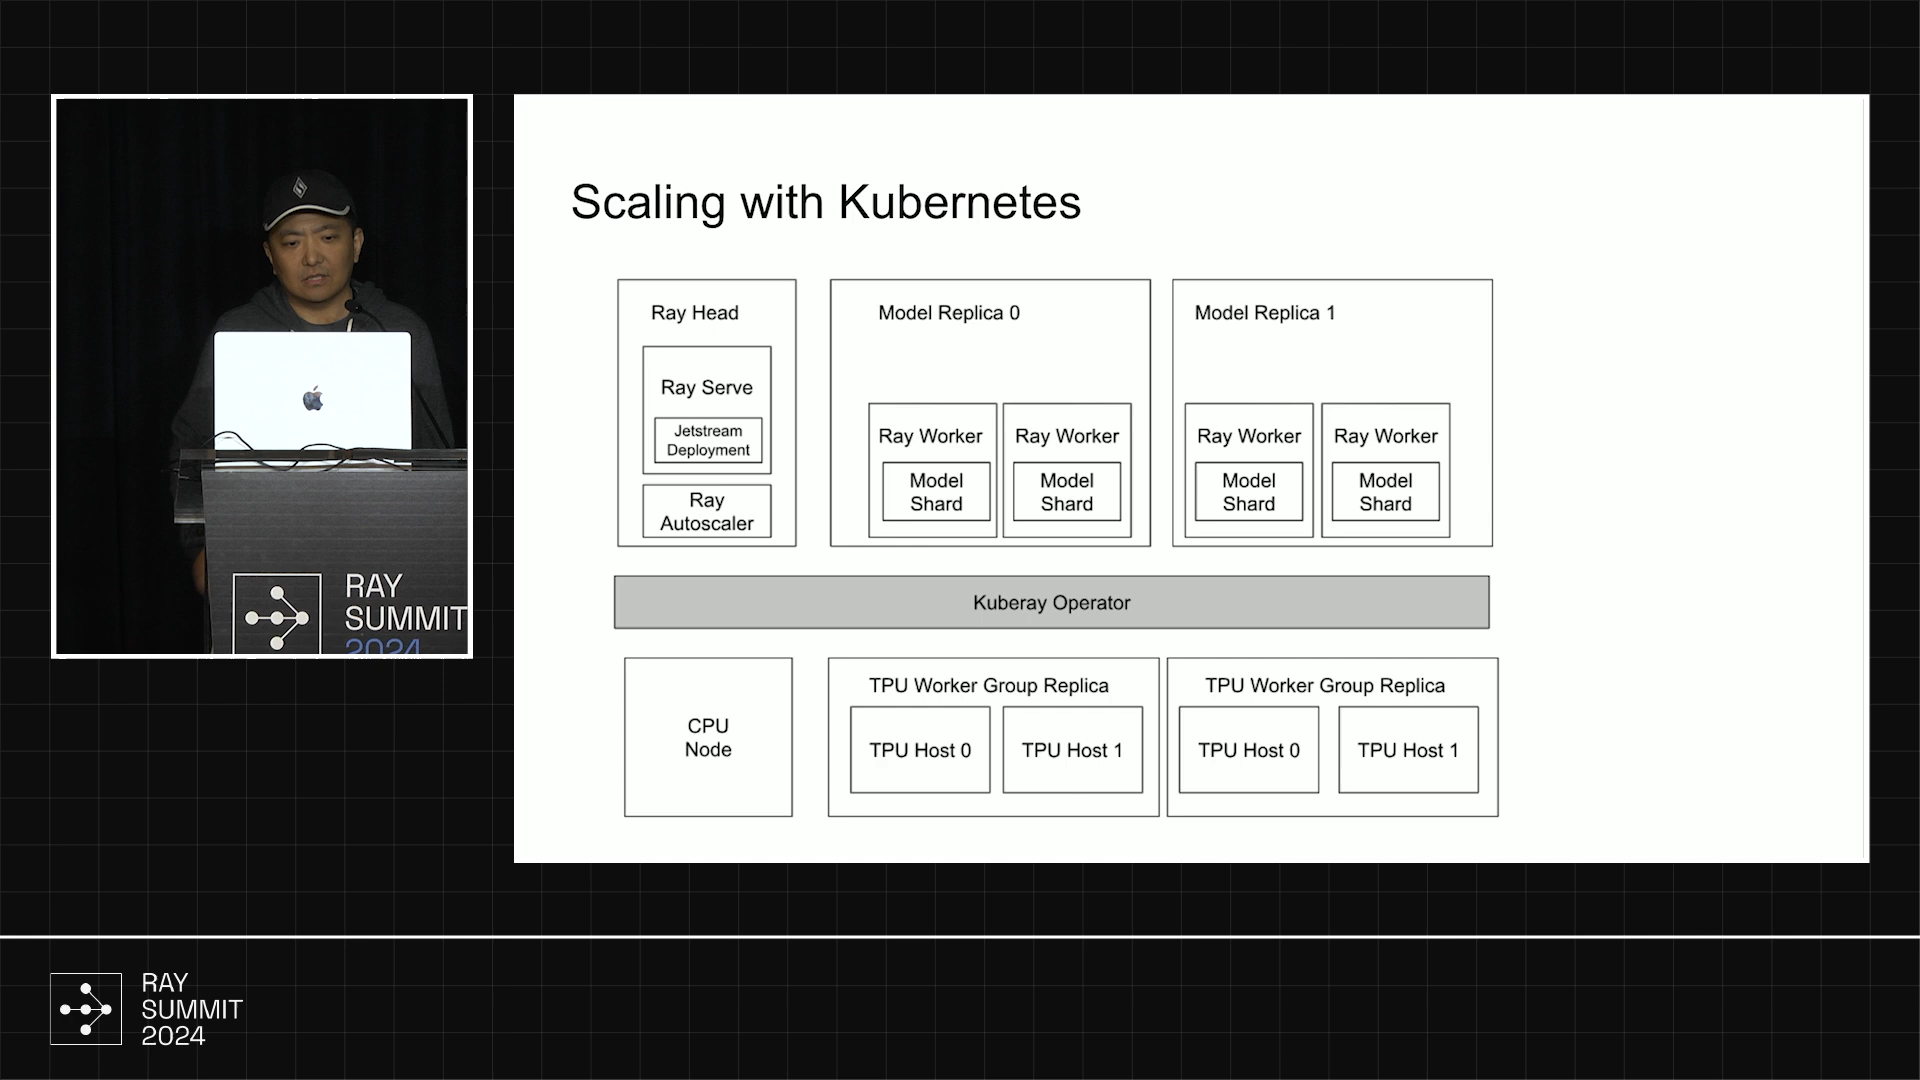 Scaling with Kubernetes
Ray Head
Ray Serve
Jetstream
Deployment
Ray
Autoscaler
Model Replica 0
Ray Worker
Model
Shard
Ray Worker
Model
Shard
Model Replica 1
Ray Worker
Model
Shard
Ray Worker
Model
Shard
Kuberay Operator
CPU
Node
TPU Worker Group Replica
TPU Host 0
TPU Host 1
TPU Worker Group Replica
TPU Host 0
TPU Host 1
RAY
SUMMIT
2024
RAY
SUMMIT
2024